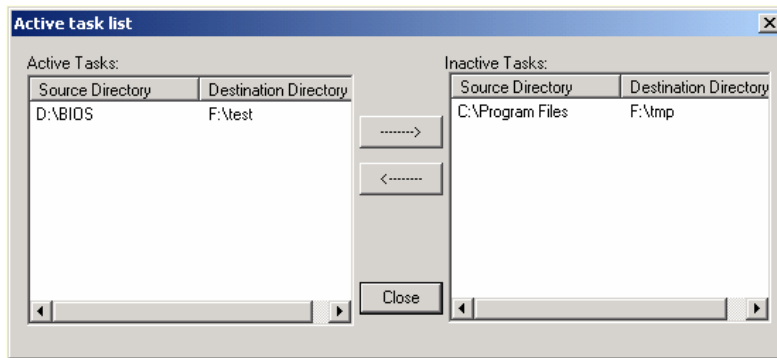 Active task list
Active Tasks:
Source Directory Destination Directory
D:\BIOS F:\test
-------->
<--------
Close
Inactive Tasks:
Source Directory Destination Directory
C:\Program Files F:\tmp